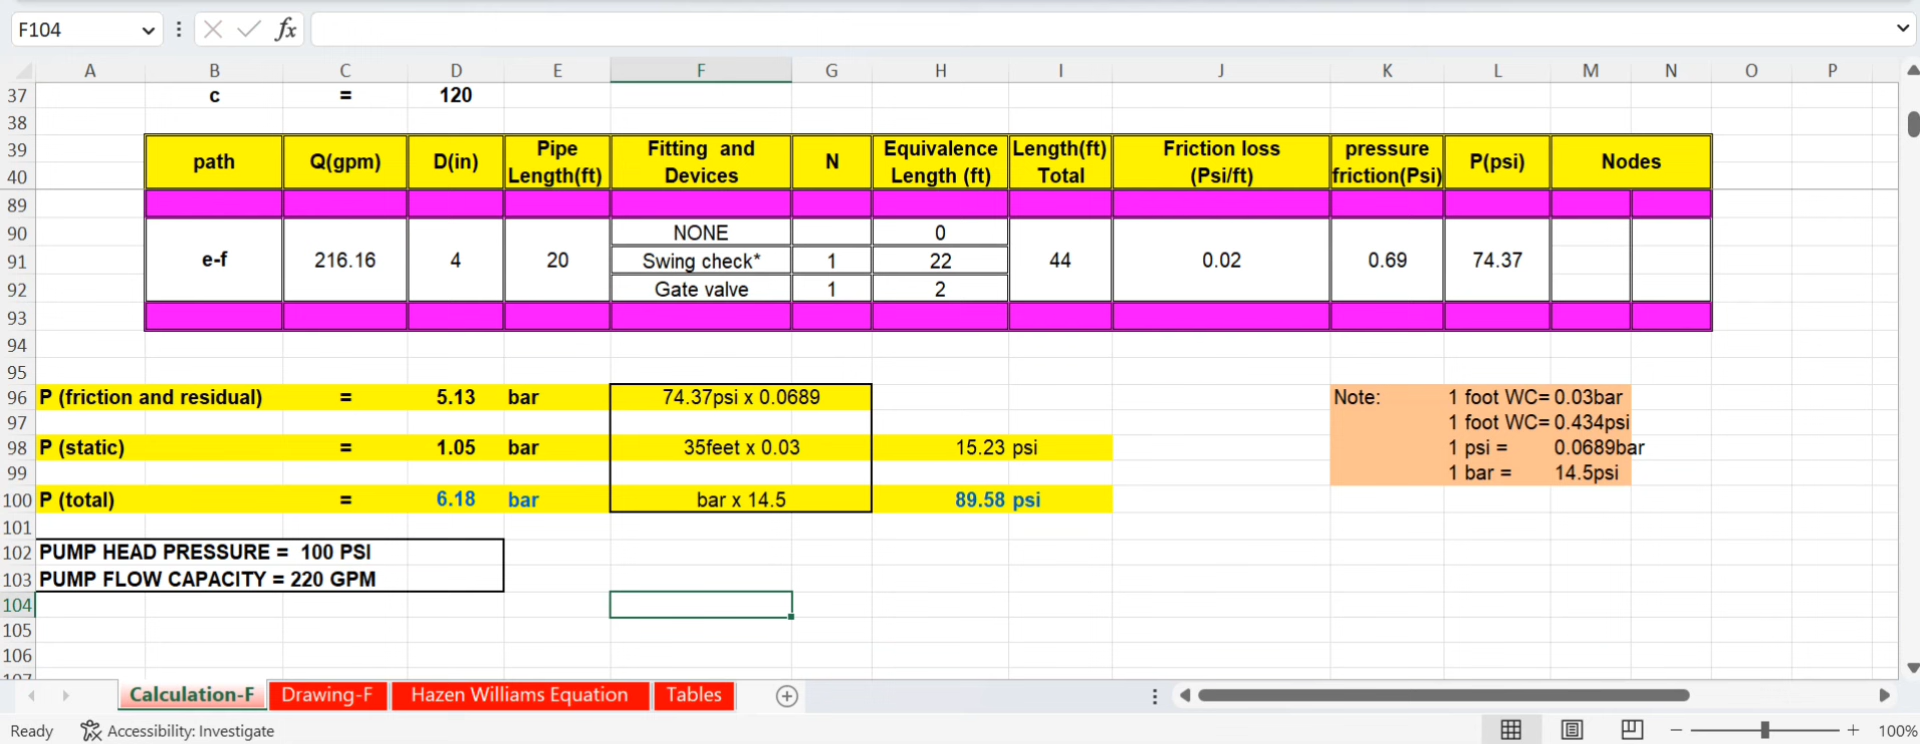 F104 fx
A B C D E F G H I J K L M N O P
37 c = 120
38
39 path Q(gpm) D(in) Pipe Length(ft) Fitting and Devices N Equivalence Length (ft) Length(ft) Total Friction loss (Psi/ft) pressure friction(Psi) P(psi) Nodes
40
89
90 NONE 0
91 e-f 216.16 4 20 Swing check* 1 22 44 0.02 0.69 74.37
92 Gate valve 1 2
93
94
95
96 P (friction and residual) = 5.13 bar 74.37psi x 0.0689 Note: 1 foot WC= 0.03bar
97 1 foot WC= 0.434psi
98 P (static) = 1.05 bar 35feet x 0.03 15.23 psi 1 psi = 0.0689bar
99 1 bar = 14.5psi
100 P (total) = 6.18 bar bar x 14.5 89.58 psi
101
102 PUMP HEAD PRESSURE = 100 PSI
103 PUMP FLOW CAPACITY = 220 GPM
104
105
106
107
Calculation-F Drawing-F Hazen Williams Equation Tables
Ready Accessibility: Investigate 100%